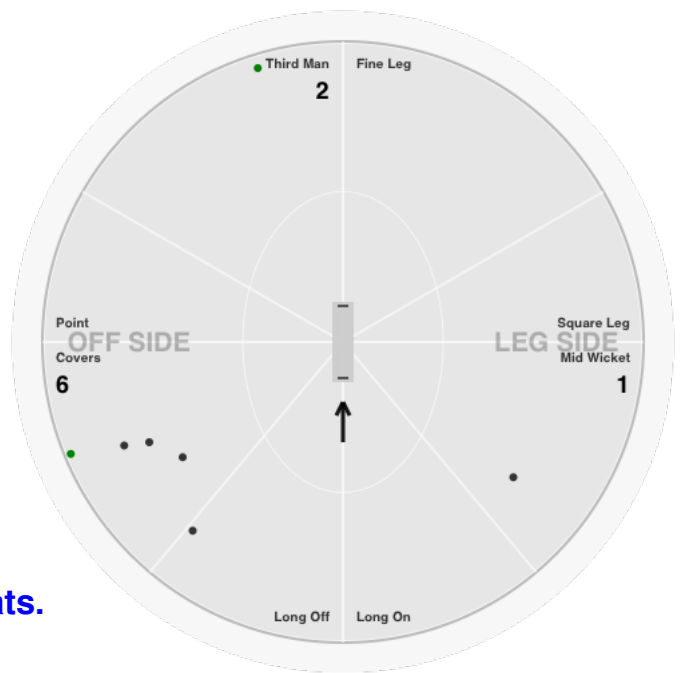 Third Man
Fine Leg
2
Point
Square Leg
OFF SIDE
LEG SIDE
Covers
Mid Wicket
6
1
Long Off
Long On